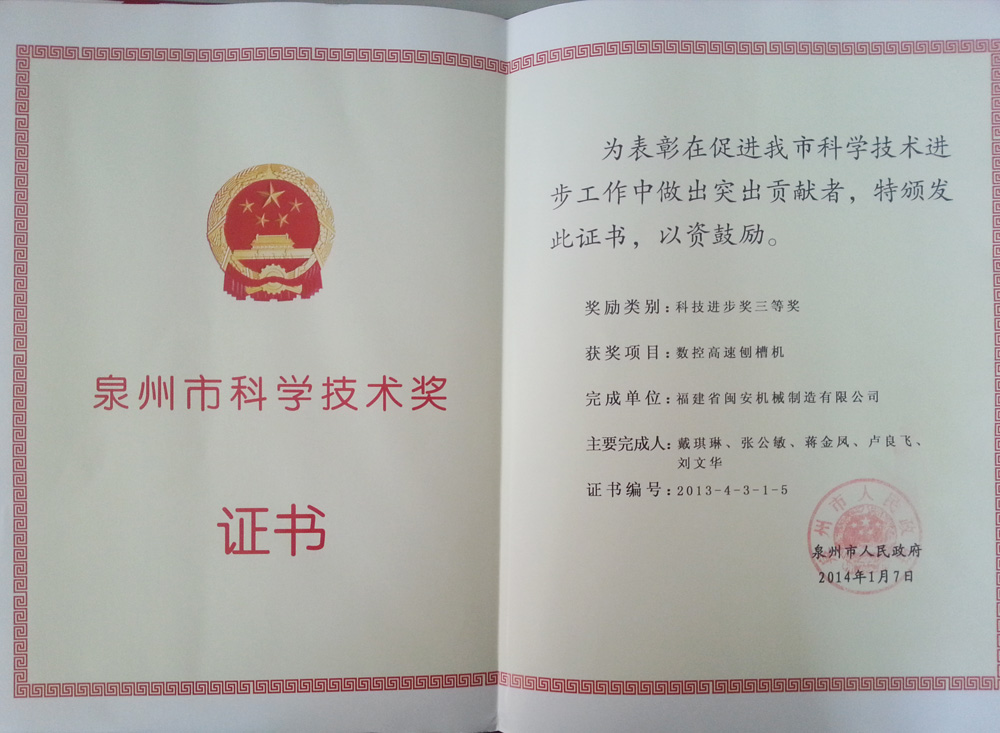 泉州市科学技术奖
证书
为表彰在促进我市科学技术进
步工作中做出突出贡献者，特颁发
此证书，以资鼓励。
奖励类别：科技进步奖三等奖
获奖项目：数控高速刨槽机
完成单位：福建省闽安机械制造有限公司
主要完成人：戴琪琳、张公敏、蒋金凤、卢良飞、
刘文华
证书编号：2013-4-3-1-5
泉州市人民政府
2014年1月7日